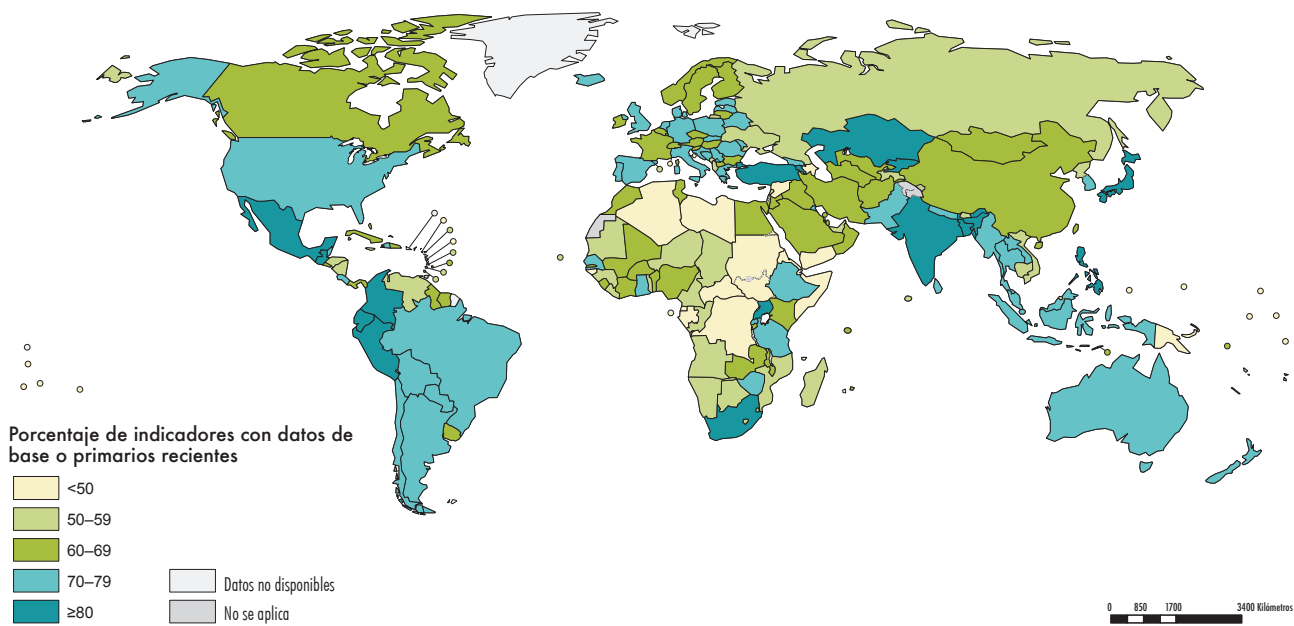 Porcentaje de indicadores con datos de
base o primarios recientes
<50
50–59
60–69
70–79
≥80
Datos no disponibles
No se aplica
0 850 1700 3400 Kilómetros